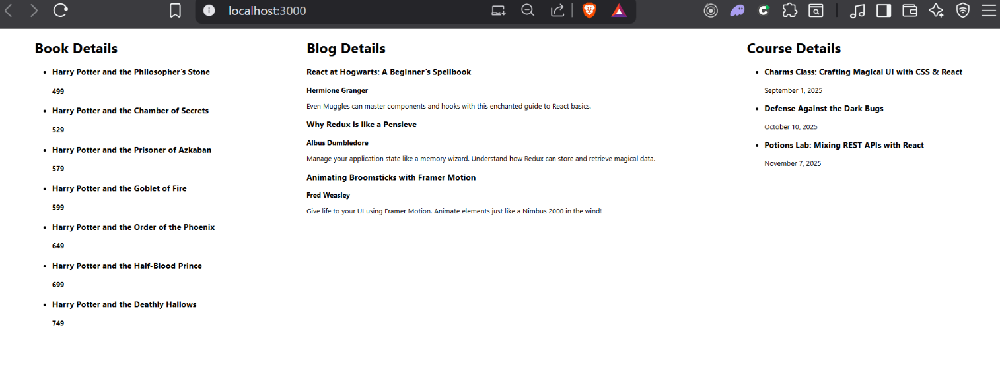 localhost:3000
Book Details
Harry Potter and the Philosopher's Stone
499
Harry Potter and the Chamber of Secrets
529
Harry Potter and the Prisoner of Azkaban
579
Harry Potter and the Goblet of Fire
599
Harry Potter and the Order of the Phoenix
649
Harry Potter and the Half-Blood Prince
699
Harry Potter and the Deathly Hallows
749
Blog Details
React at Hogwarts: A Beginner's Spellbook
Hermione Granger
Even Muggles can master components and hooks with this enchanted guide to React basics.
Why Redux is like a Pensieve
Albus Dumbledore
Manage your application state like a memory wizard. Understand how Redux can store and retrieve magical data.
Animating Broomsticks with Framer Motion
Fred Weasley
Give life to your UI using Framer Motion. Animate elements just like a Nimbus 2000 in the wind!
Course Details
Charms Class: Crafting Magical UI with CSS & React
September 1, 2025
Defense Against the Dark Bugs
October 10, 2025
Potions Lab: Mixing REST APIs with React
November 7, 2025